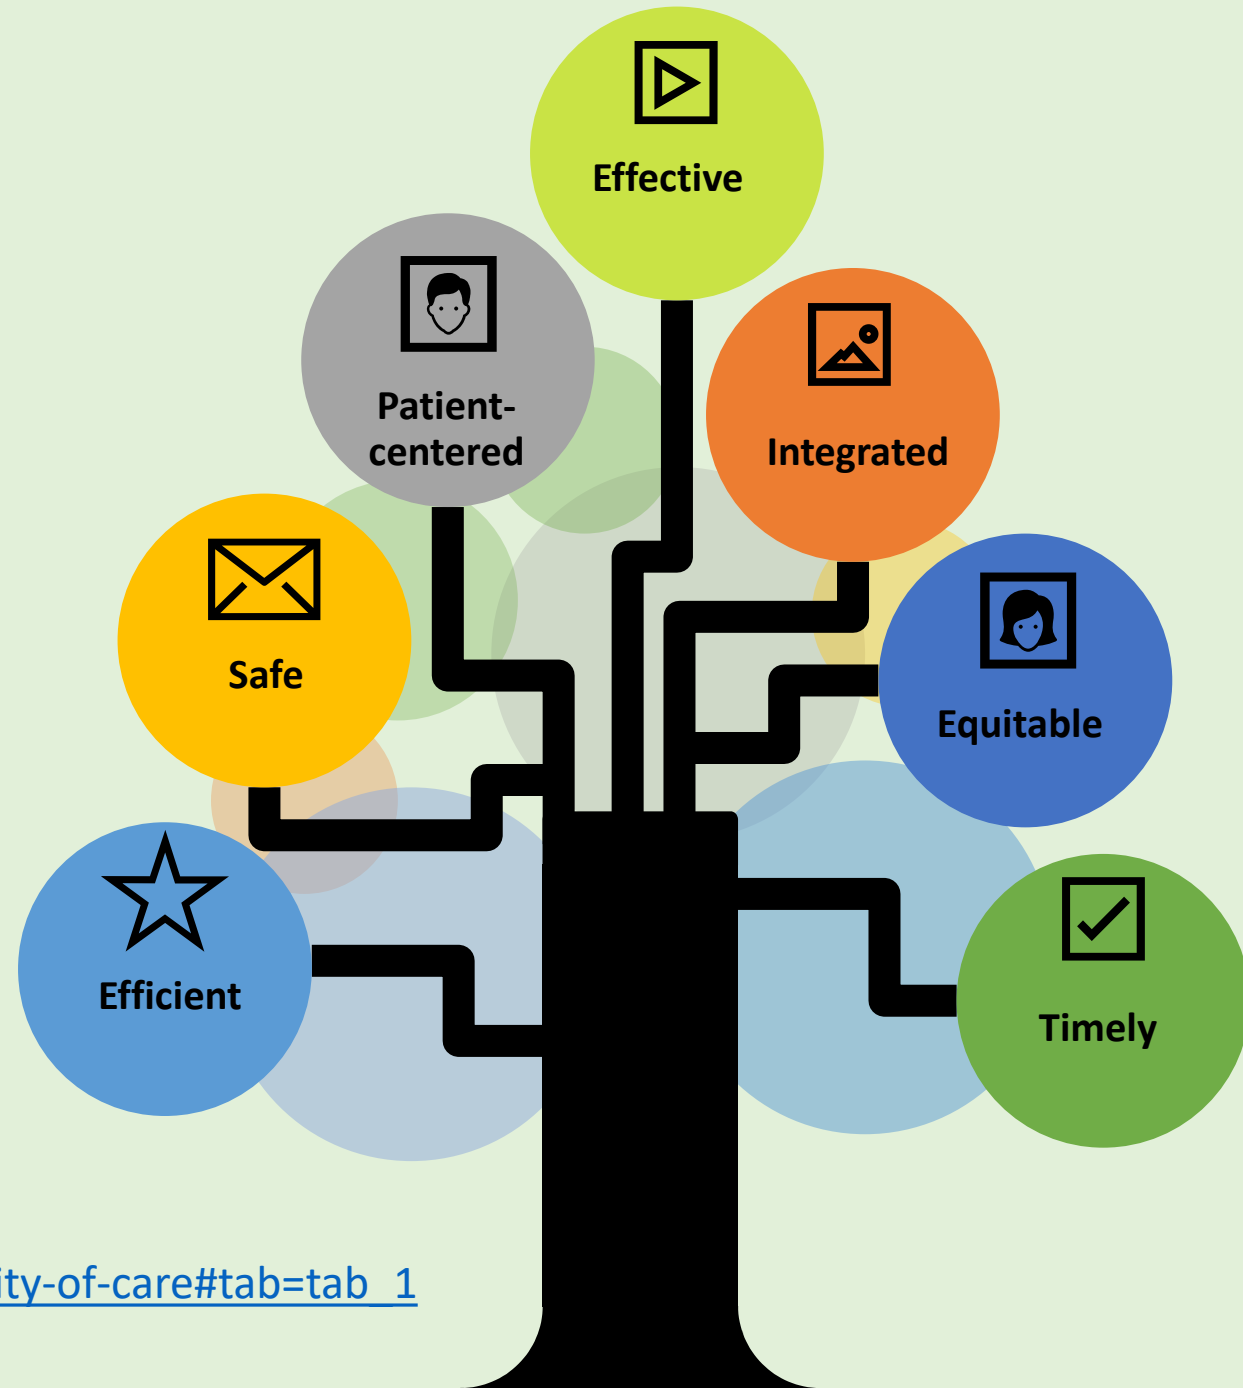 Effective
Patient-
centered
Integrated
Safe
Equitable
Efficient
Timely
ity-of-care#tab=tab_1